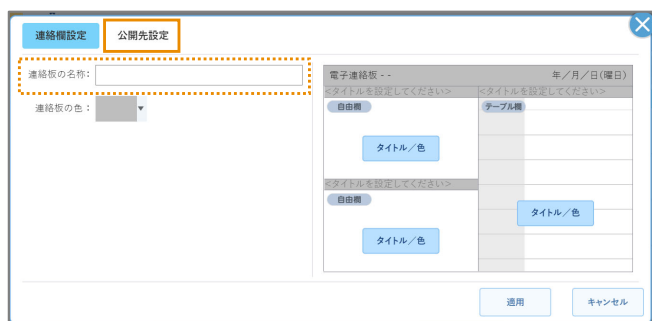 連絡欄設定
公開先設定
連絡板の名称:
連絡板の色:
電子連絡板 - - 年/月/日(曜日)
<タイトルを設定してください>
自由欄
タイトル/色
<タイトルを設定してください>
自由欄
タイトル/色
<タイトルを設定してください>
テーブル欄
タイトル/色
適用
キャンセル